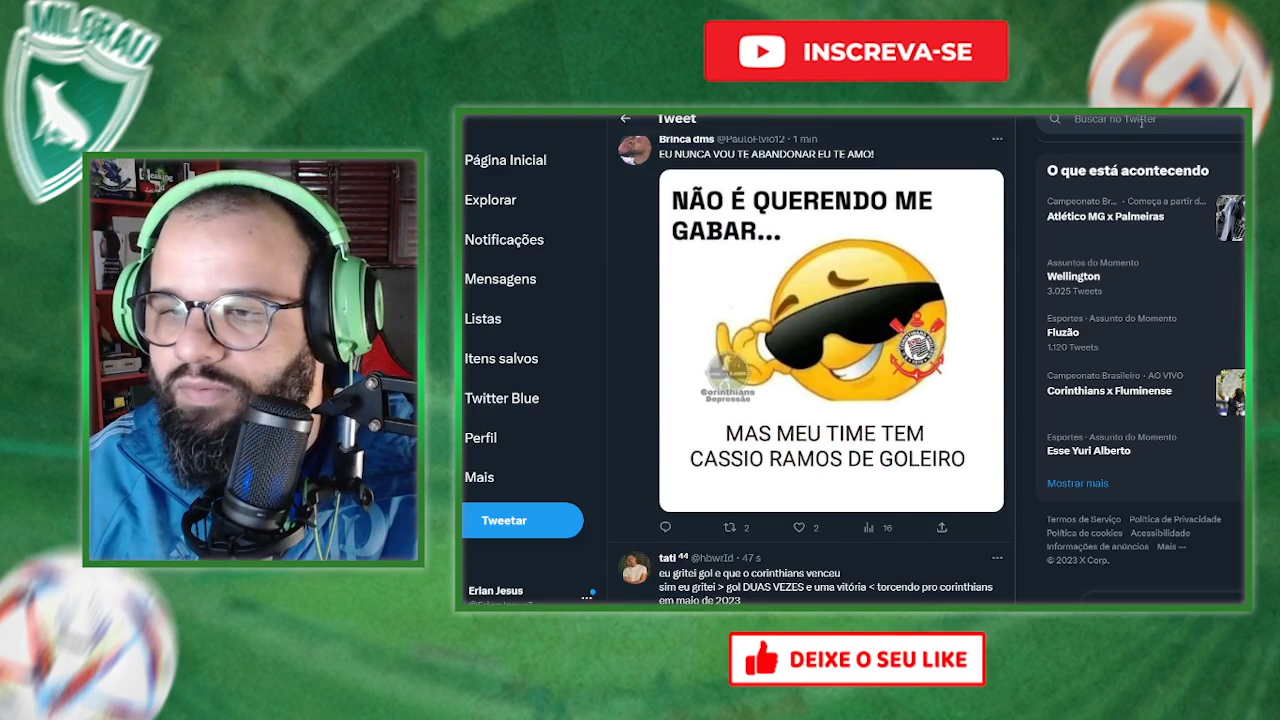 MILGRAU
INSCREVA-SE
Tweet
Buscar no Twitter
Brinca dms @PauloFlvio12 · 1 min
EU NUNCA VOU TE ABANDONAR EU TE AMO!
NÃO É QUERENDO ME
GABAR...
Corinthians
Depressão
MAS MEU TIME TEM
CASSIO RAMOS DE GOLEIRO
2
2
16
tati ⁴⁴ @hbwrld · 47 s
eu gritei gol e que o corinthians venceu
sim eu gritei > gol DUAS VEZES e uma vitória < torcendo pro corinthians
em maio de 2023
Página Inicial
Explorar
Notificações
Mensagens
Listas
Itens salvos
Twitter Blue
Perfil
Mais
Tweetar
Erlan Jesus
O que está acontecendo
Campeonato Br... · Começa a partir d...
Atlético MG x Palmeiras
Assuntos do Momento
Wellington
3.025 Tweets
Esportes · Assunto do Momento
Fluzão
1.120 Tweets
Campeonato Brasileiro · AO VIVO
Corinthians x Fluminense
Esportes · Assunto do Momento
Esse Yuri Alberto
Mostrar mais
Termos de Serviço Política de Privacidade
Política de cookies Acessibilidade
Informações de anúncios Mais ···
© 2023 X Corp.
DEIXE O SEU LIKE